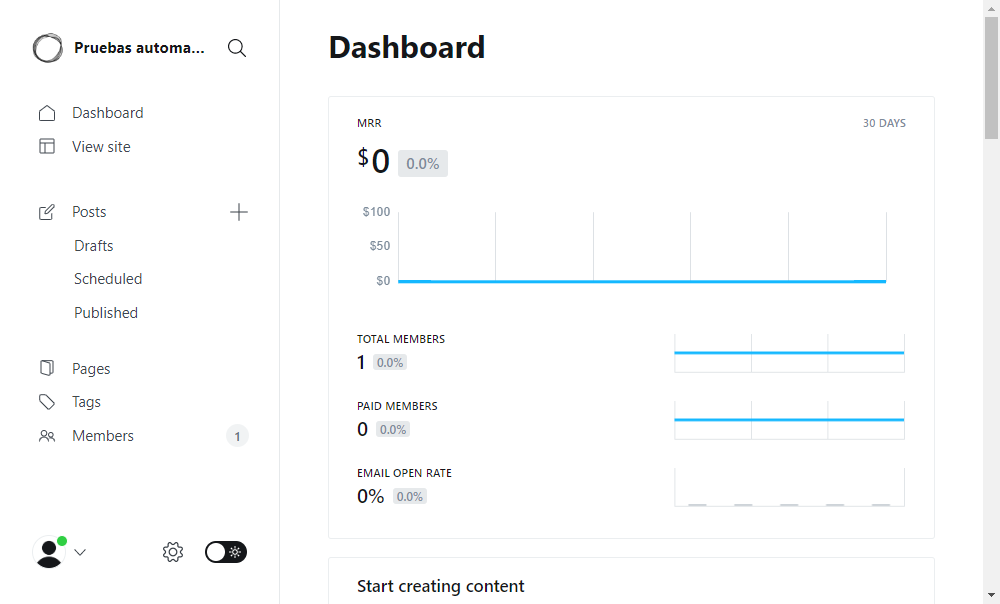 Pruebas automa...
Dashboard
View site
Posts
Drafts
Scheduled
Published
Pages
Tags
Members
1
Dashboard
MRR
30 DAYS
$0 0.0%
$100
$50
$0
TOTAL MEMBERS
1 0.0%
PAID MEMBERS
0 0.0%
EMAIL OPEN RATE
0% 0.0%
Start creating content